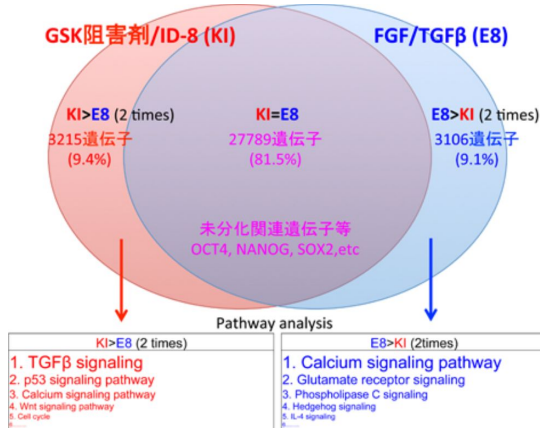 GSK阻害剤/ID-8 (KI)
FGF/TGFβ (E8)
KI>E8 (2 times)
3215遺伝子
(9.4%)
KI=E8
27789遺伝子
(81.5%)
E8>KI (2 times)
3106遺伝子
(9.1%)
未分化関連遺伝子等
OCT4, NANOG, SOX2,etc
Pathway analysis
KI>E8 (2 times)
1. TGFβ signaling
2. p53 signaling pathway
3. Calcium signaling pathway
4. Wnt signaling pathway
5. Cell cycle
6.......
E8>KI (2times)
1. Calcium signaling pathway
2. Glutamate receptor signaling
3. Phospholipase C signaling
4. Hedgehog signaling
5. IL-4 signaling
6.......